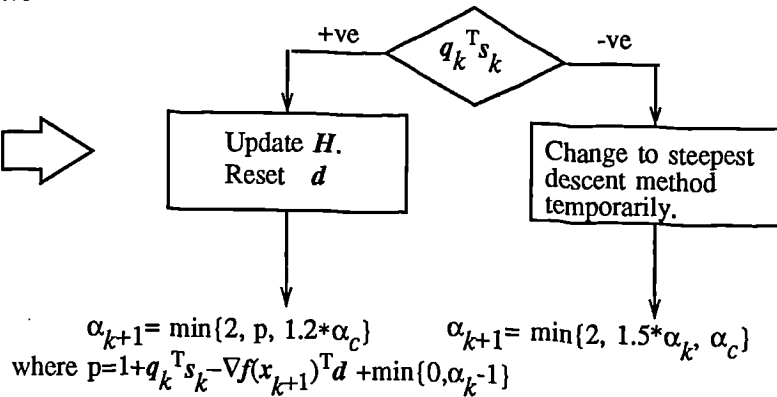 +ve
q_k^T s_k
-ve
Update H.
Reset d
Change to steepest
descent method
temporarily.
α_{k+1}= min{2, p, 1.2*α_c}
α_{k+1}= min{2, 1.5*α_k, α_c}
where p=1+q_k^T s_k−∇f(x_{k+1})^T d +min{0,α_k-1}